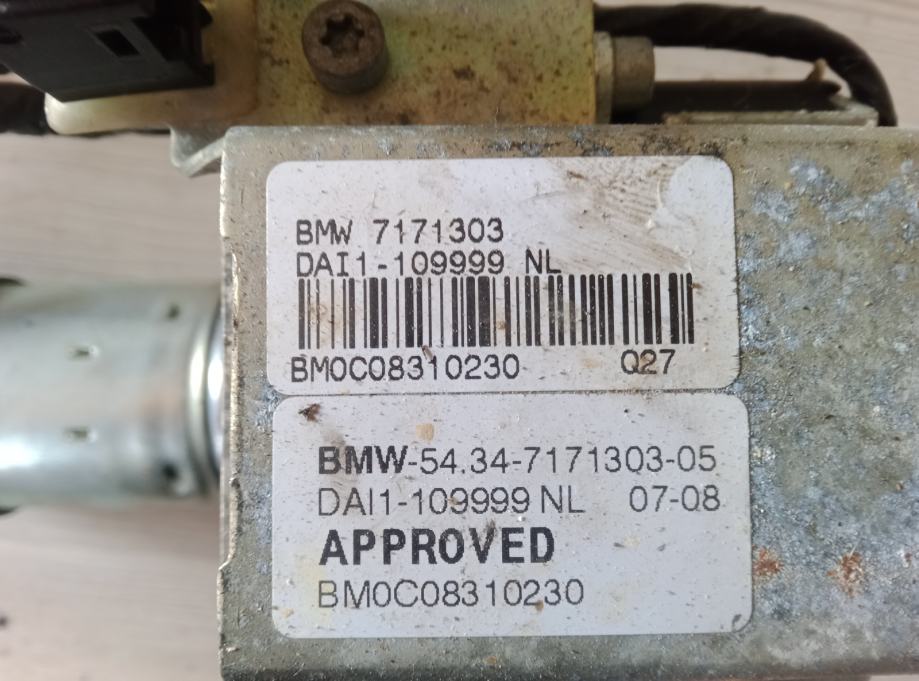 BMW 7171303
DAI1-109999 NL
BM0C08310230 Q27
BMW-54.34-7171303-05
DAI1-109999 NL 07-08
APPROVED
BM0C08310230